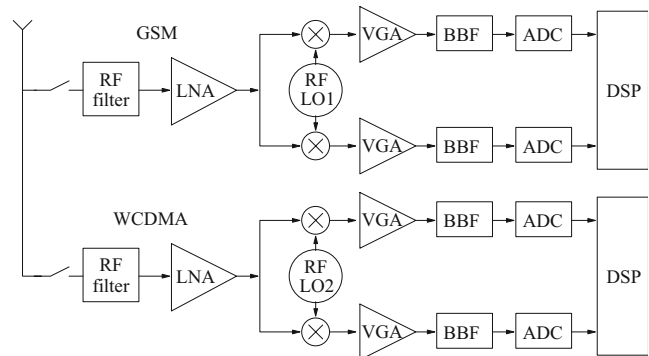 GSM
RF
filter
LNA
RF
LO1
VGA
BBF
ADC
VGA
BBF
ADC
DSP
WCDMA
RF
filter
LNA
RF
LO2
VGA
BBF
ADC
VGA
BBF
ADC
DSP